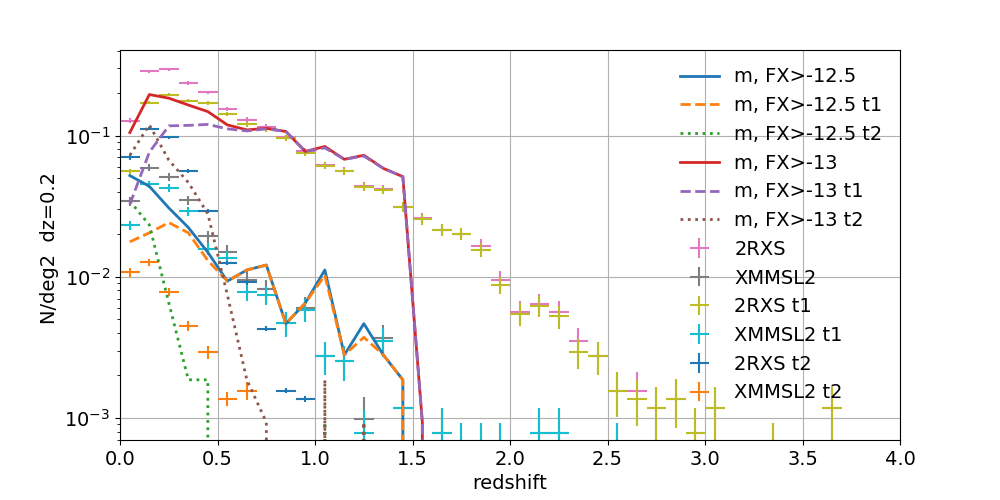 N/deg2  dz=0.2
10⁻¹
10⁻²
10⁻³
m, FX>-12.5
m, FX>-12.5 t1
m, FX>-12.5 t2
m, FX>-13
m, FX>-13 t1
m, FX>-13 t2
2RXS
XMMSL2
2RXS t1
XMMSL2 t1
2RXS t2
XMMSL2 t2
0.0 0.5 1.0 1.5 2.0 2.5 3.0 3.5 4.0
redshift